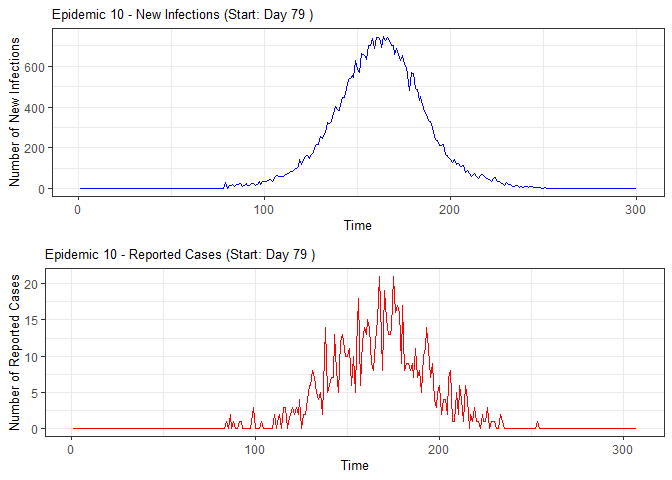 Epidemic 10 - New Infections (Start: Day 79 )
Number of New Infections
600
400
200
0
0 100 200 300
Time
Epidemic 10 - Reported Cases (Start: Day 79 )
Number of Reported Cases
20
15
10
5
0
0 100 200 300
Time